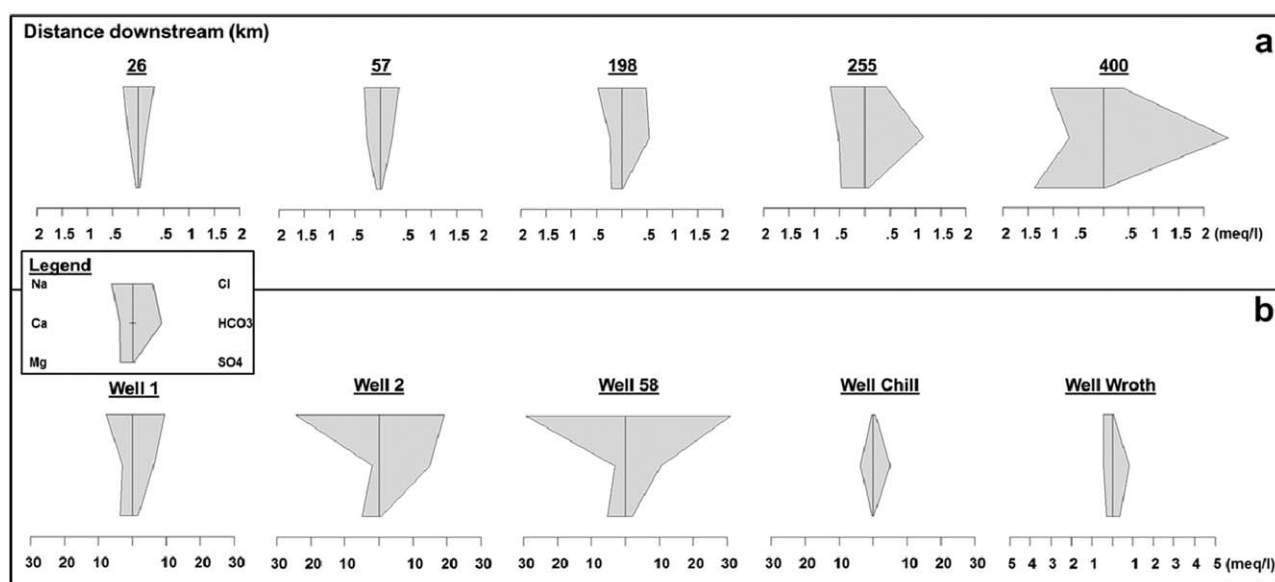 Distance downstream (km)
a
26 57 198 255 400
2 1.5 1 .5 .5 1 1.5 2 2 1.5 1 .5 .5 1 1.5 2 2 1.5 1 .5 .5 1 1.5 2 2 1.5 1 .5 .5 1 1.5 2 2 1.5 1 .5 .5 1 1.5 2 (meq/l)
Legend
Na Cl
Ca HCO3
Mg SO4
b
Well 1 Well 2 Well 58 Well Chill Well Wroth
30 20 10 10 20 30 30 20 10 10 20 30 30 20 10 10 20 30 30 20 10 10 20 30 5 4 3 2 1 1 2 3 4 5 (meq/l)